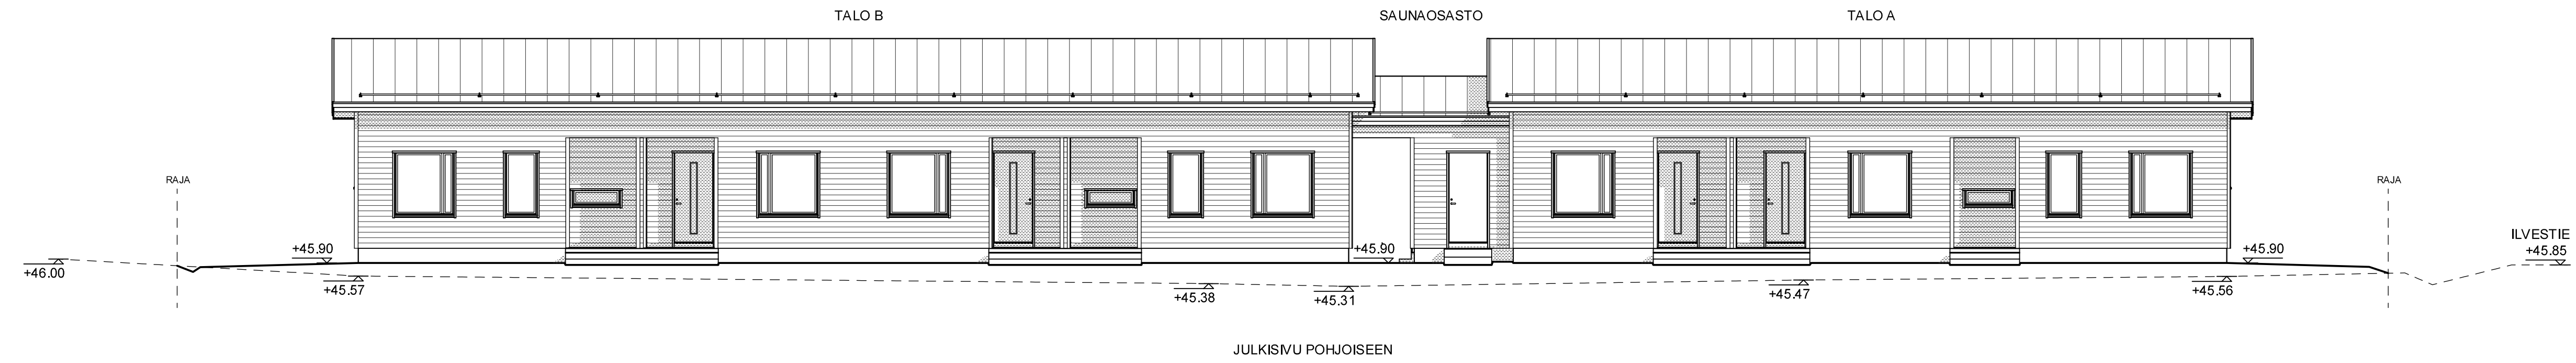 TALO B
SAUNAOSASTO
TALO A
RAJA
RAJA
ILVESTIE
+45.85
+45.90
+45.90
+45.90
+46.00
+45.57
+45.38
+45.31
+45.47
+45.56
JULKISIVU POHJOISEEN